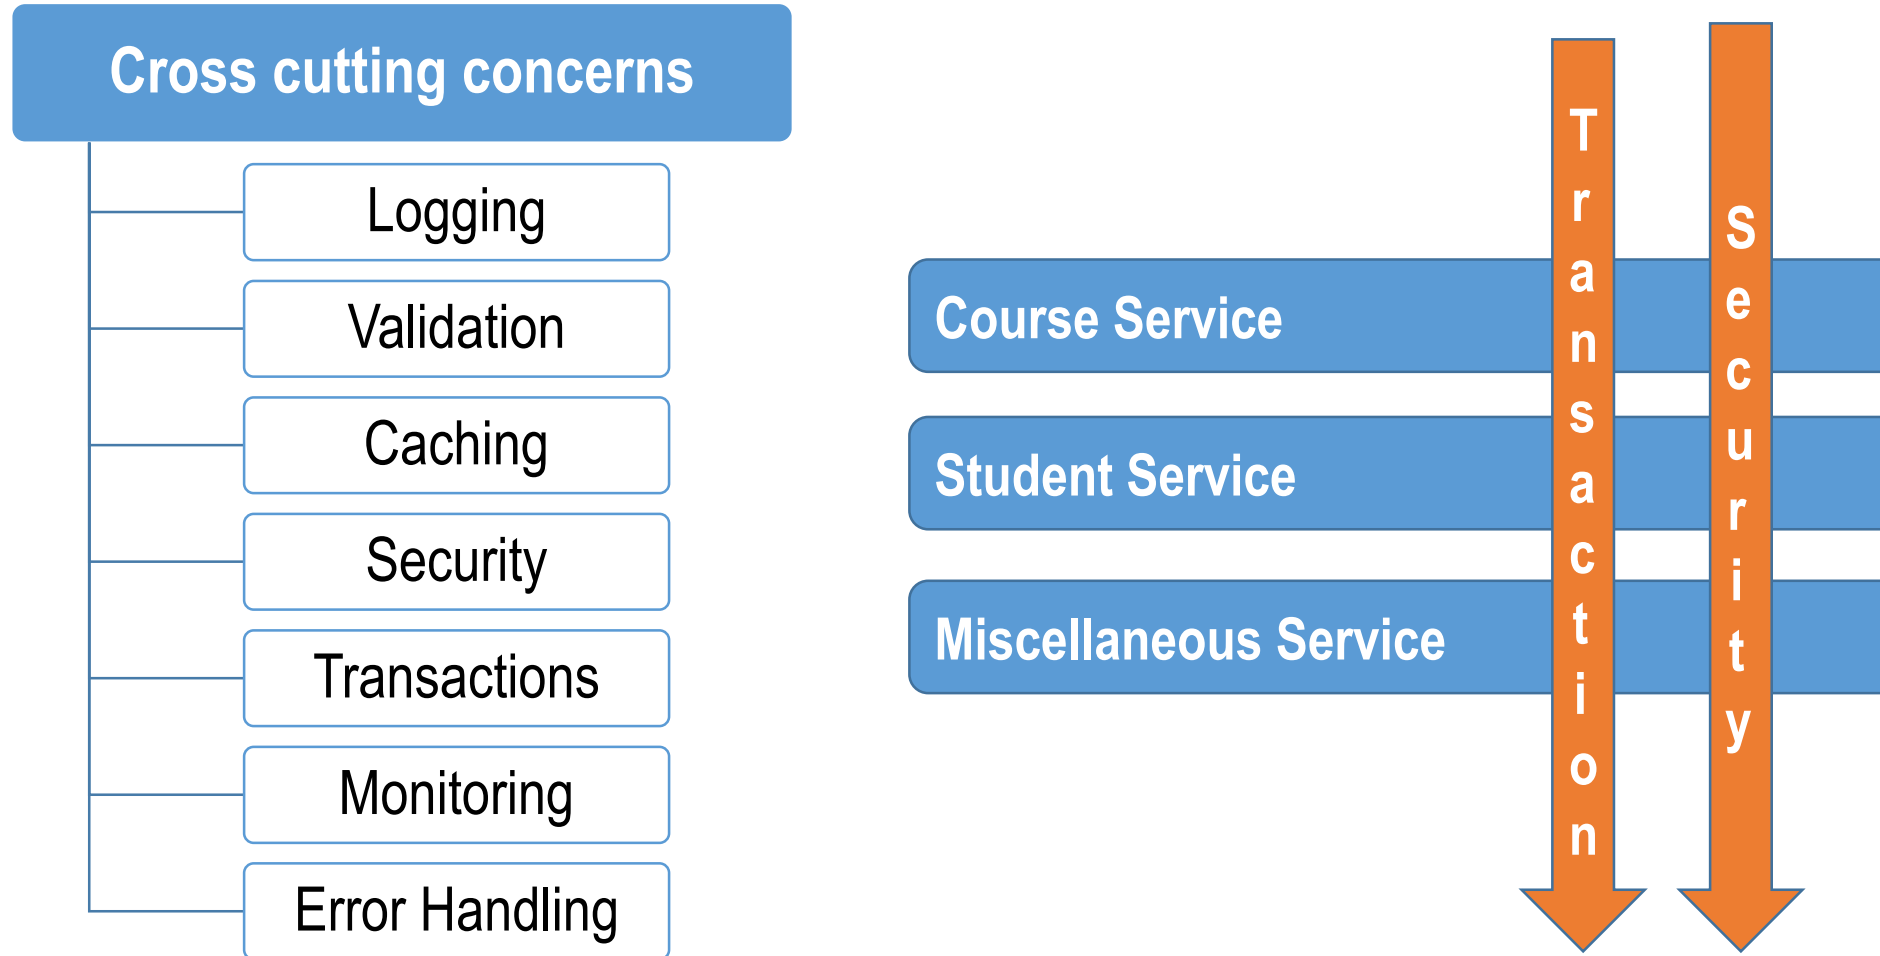 Cross cutting concerns
Logging
Validation
Caching
Security
Transactions
Monitoring
Error Handling
Course Service
Student Service
Miscellaneous Service
Transaction
Security